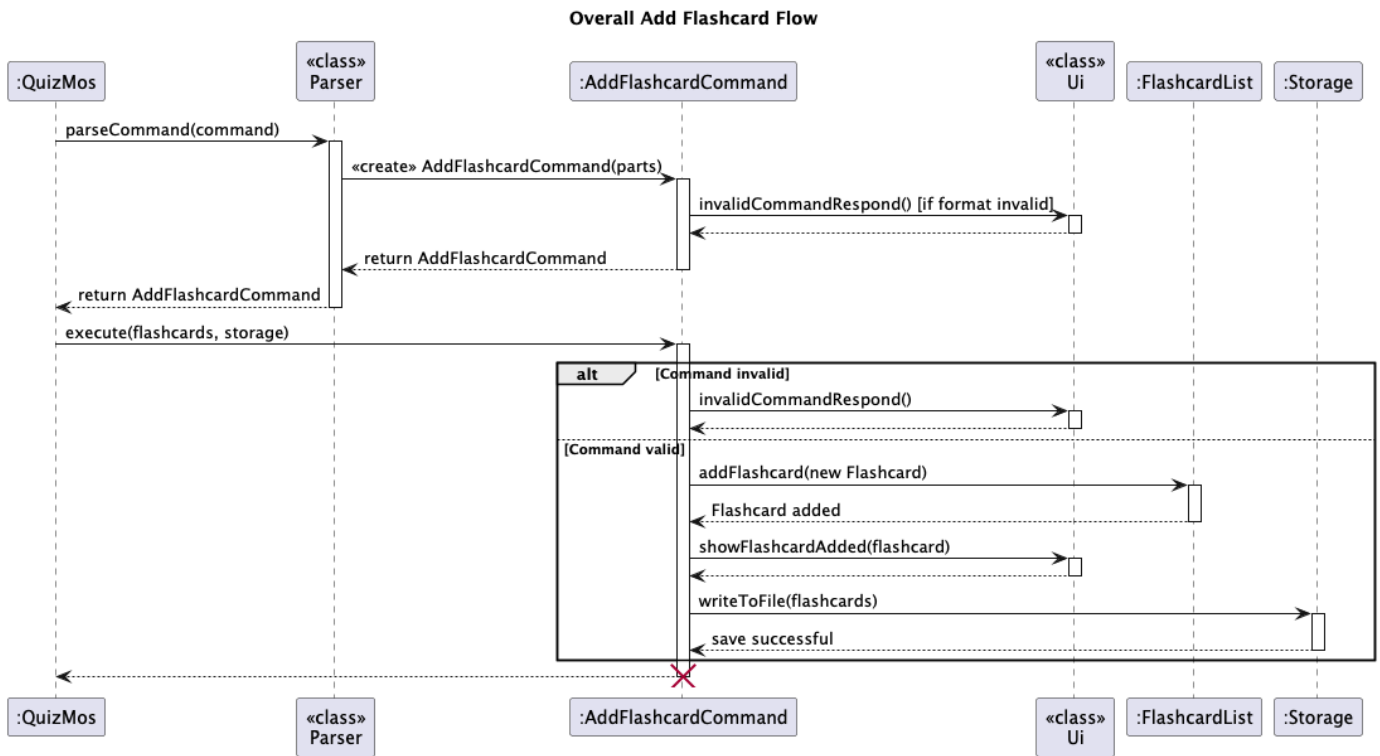 Overall Add Flashcard Flow
:QuizMos
«class»
Parser
:AddFlashcardCommand
«class»
Ui
:FlashcardList
:Storage
parseCommand(command)
«create» AddFlashcardCommand(parts)
invalidCommandRespond() [if format invalid]
return AddFlashcardCommand
return AddFlashcardCommand
execute(flashcards, storage)
alt
[Command invalid]
invalidCommandRespond()
[Command valid]
addFlashcard(new Flashcard)
Flashcard added
showFlashcardAdded(flashcard)
writeToFile(flashcards)
save successful
:QuizMos
«class»
Parser
:AddFlashcardCommand
«class»
Ui
:FlashcardList
:Storage